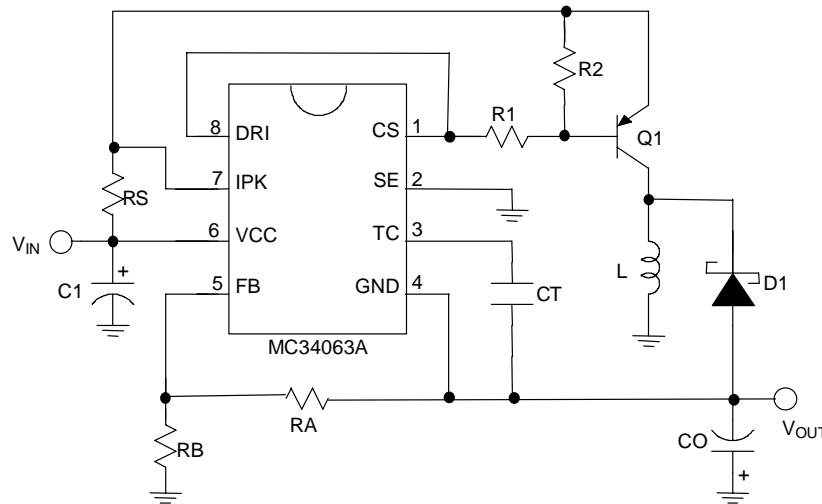 R2
R1
Q1
8 DRI CS 1
7 IPK SE 2
RS
VIN
6 VCC TC 3
5 FB GND 4
C1
+
CT
L
D1
MC34063A
RA
RB
CO
+
VOUT